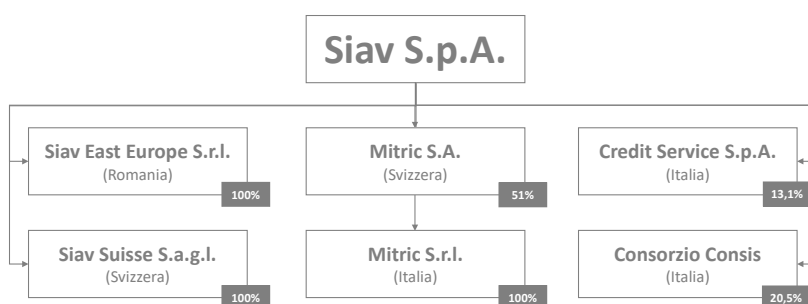 Siav S.p.A.
Siav East Europe S.r.l.
(Romania)
100%
Mitric S.A.
(Svizzera)
51%
Credit Service S.p.A.
(Italia)
13,1%
Siav Suisse S.a.g.l.
(Svizzera)
100%
Mitric S.r.l.
(Italia)
100%
Consorzio Consis
(Italia)
20,5%